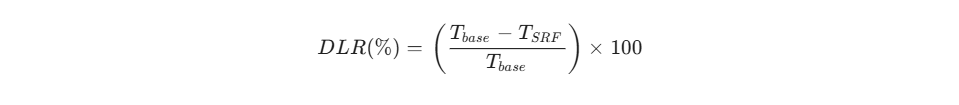 DLR(%) = ( (T_base − T_SRF) / T_base ) × 100